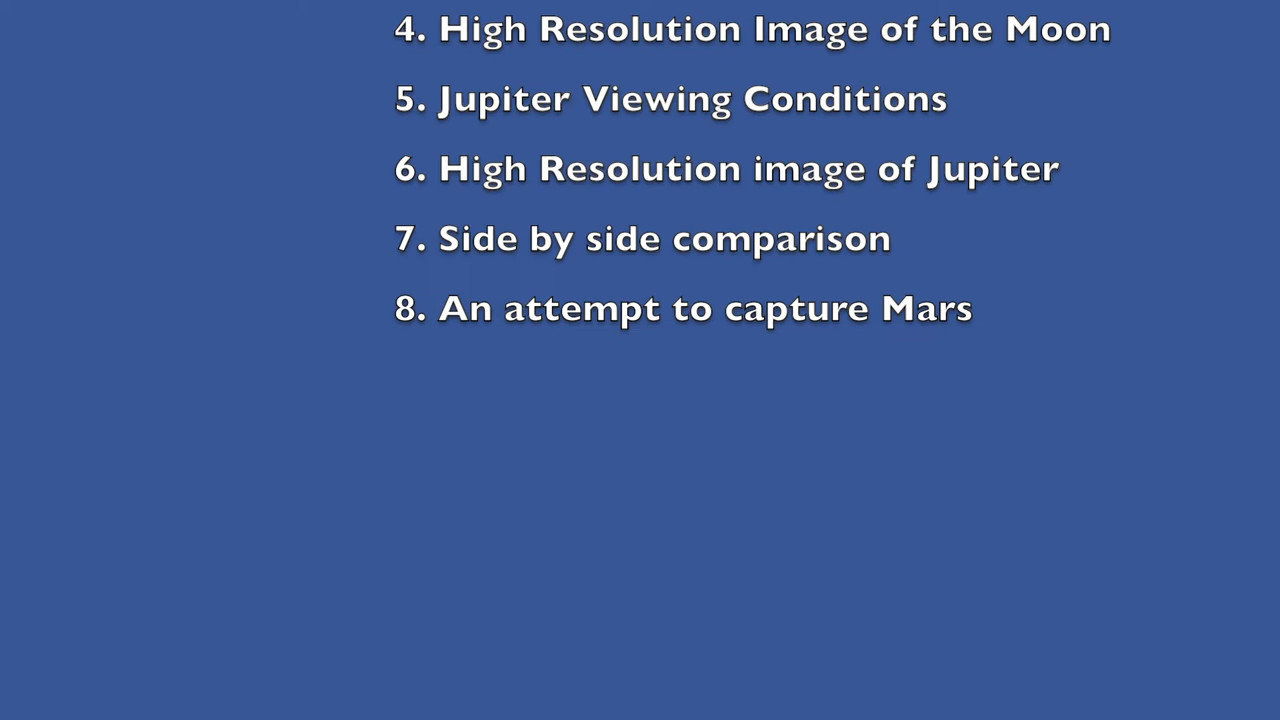 4. High Resolution Image of the Moon
5. Jupiter Viewing Conditions
6. High Resolution image of Jupiter
7. Side by side comparison
8. An attempt to capture Mars